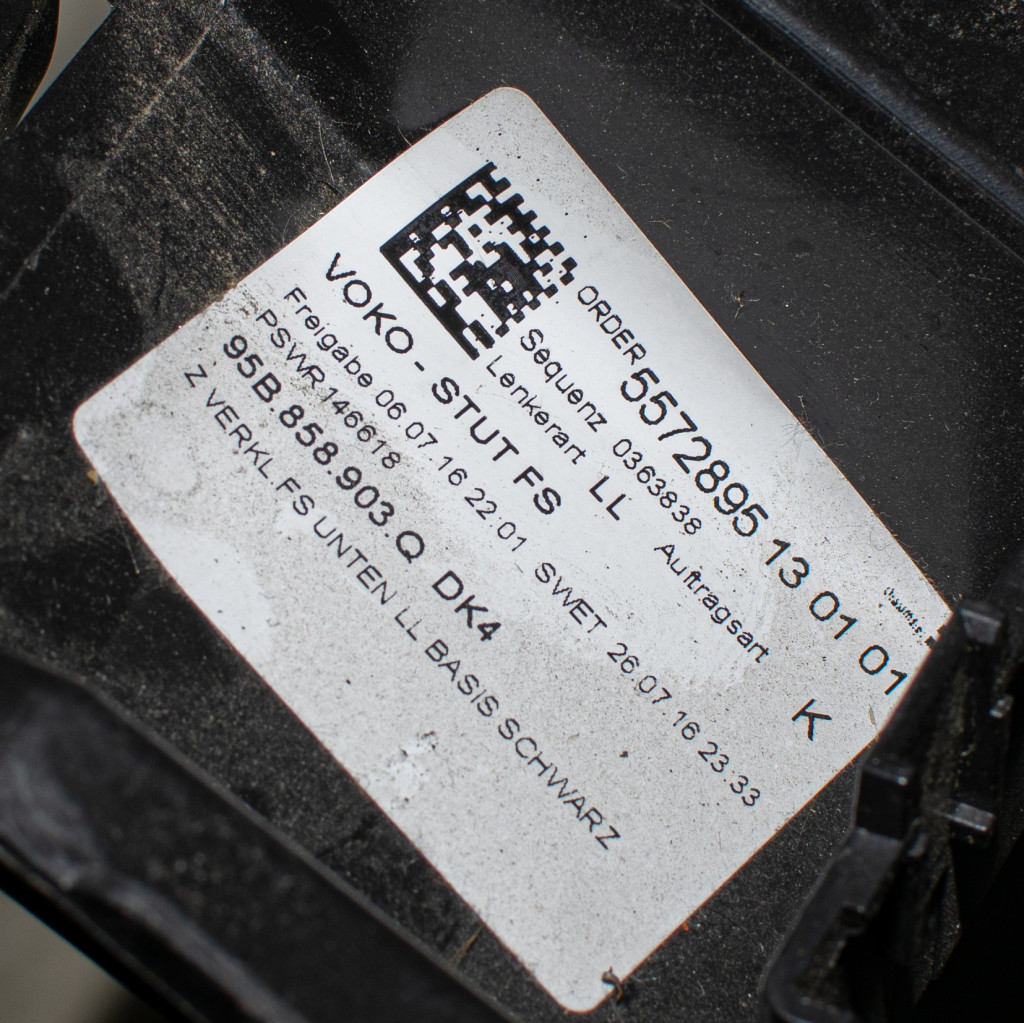 ORDER 5572895 13 01 01
Sequenz 0363838 Auftragsart K
Lenkerart LL
VOKO - STUT FS
Freigabe 06.07.16 22.01_ SWET 26.07.16 23.33
PSWR 146618
95B.858.903.Q DK4
Z VERKL FS UNTEN LL BASIS SCHWARZ